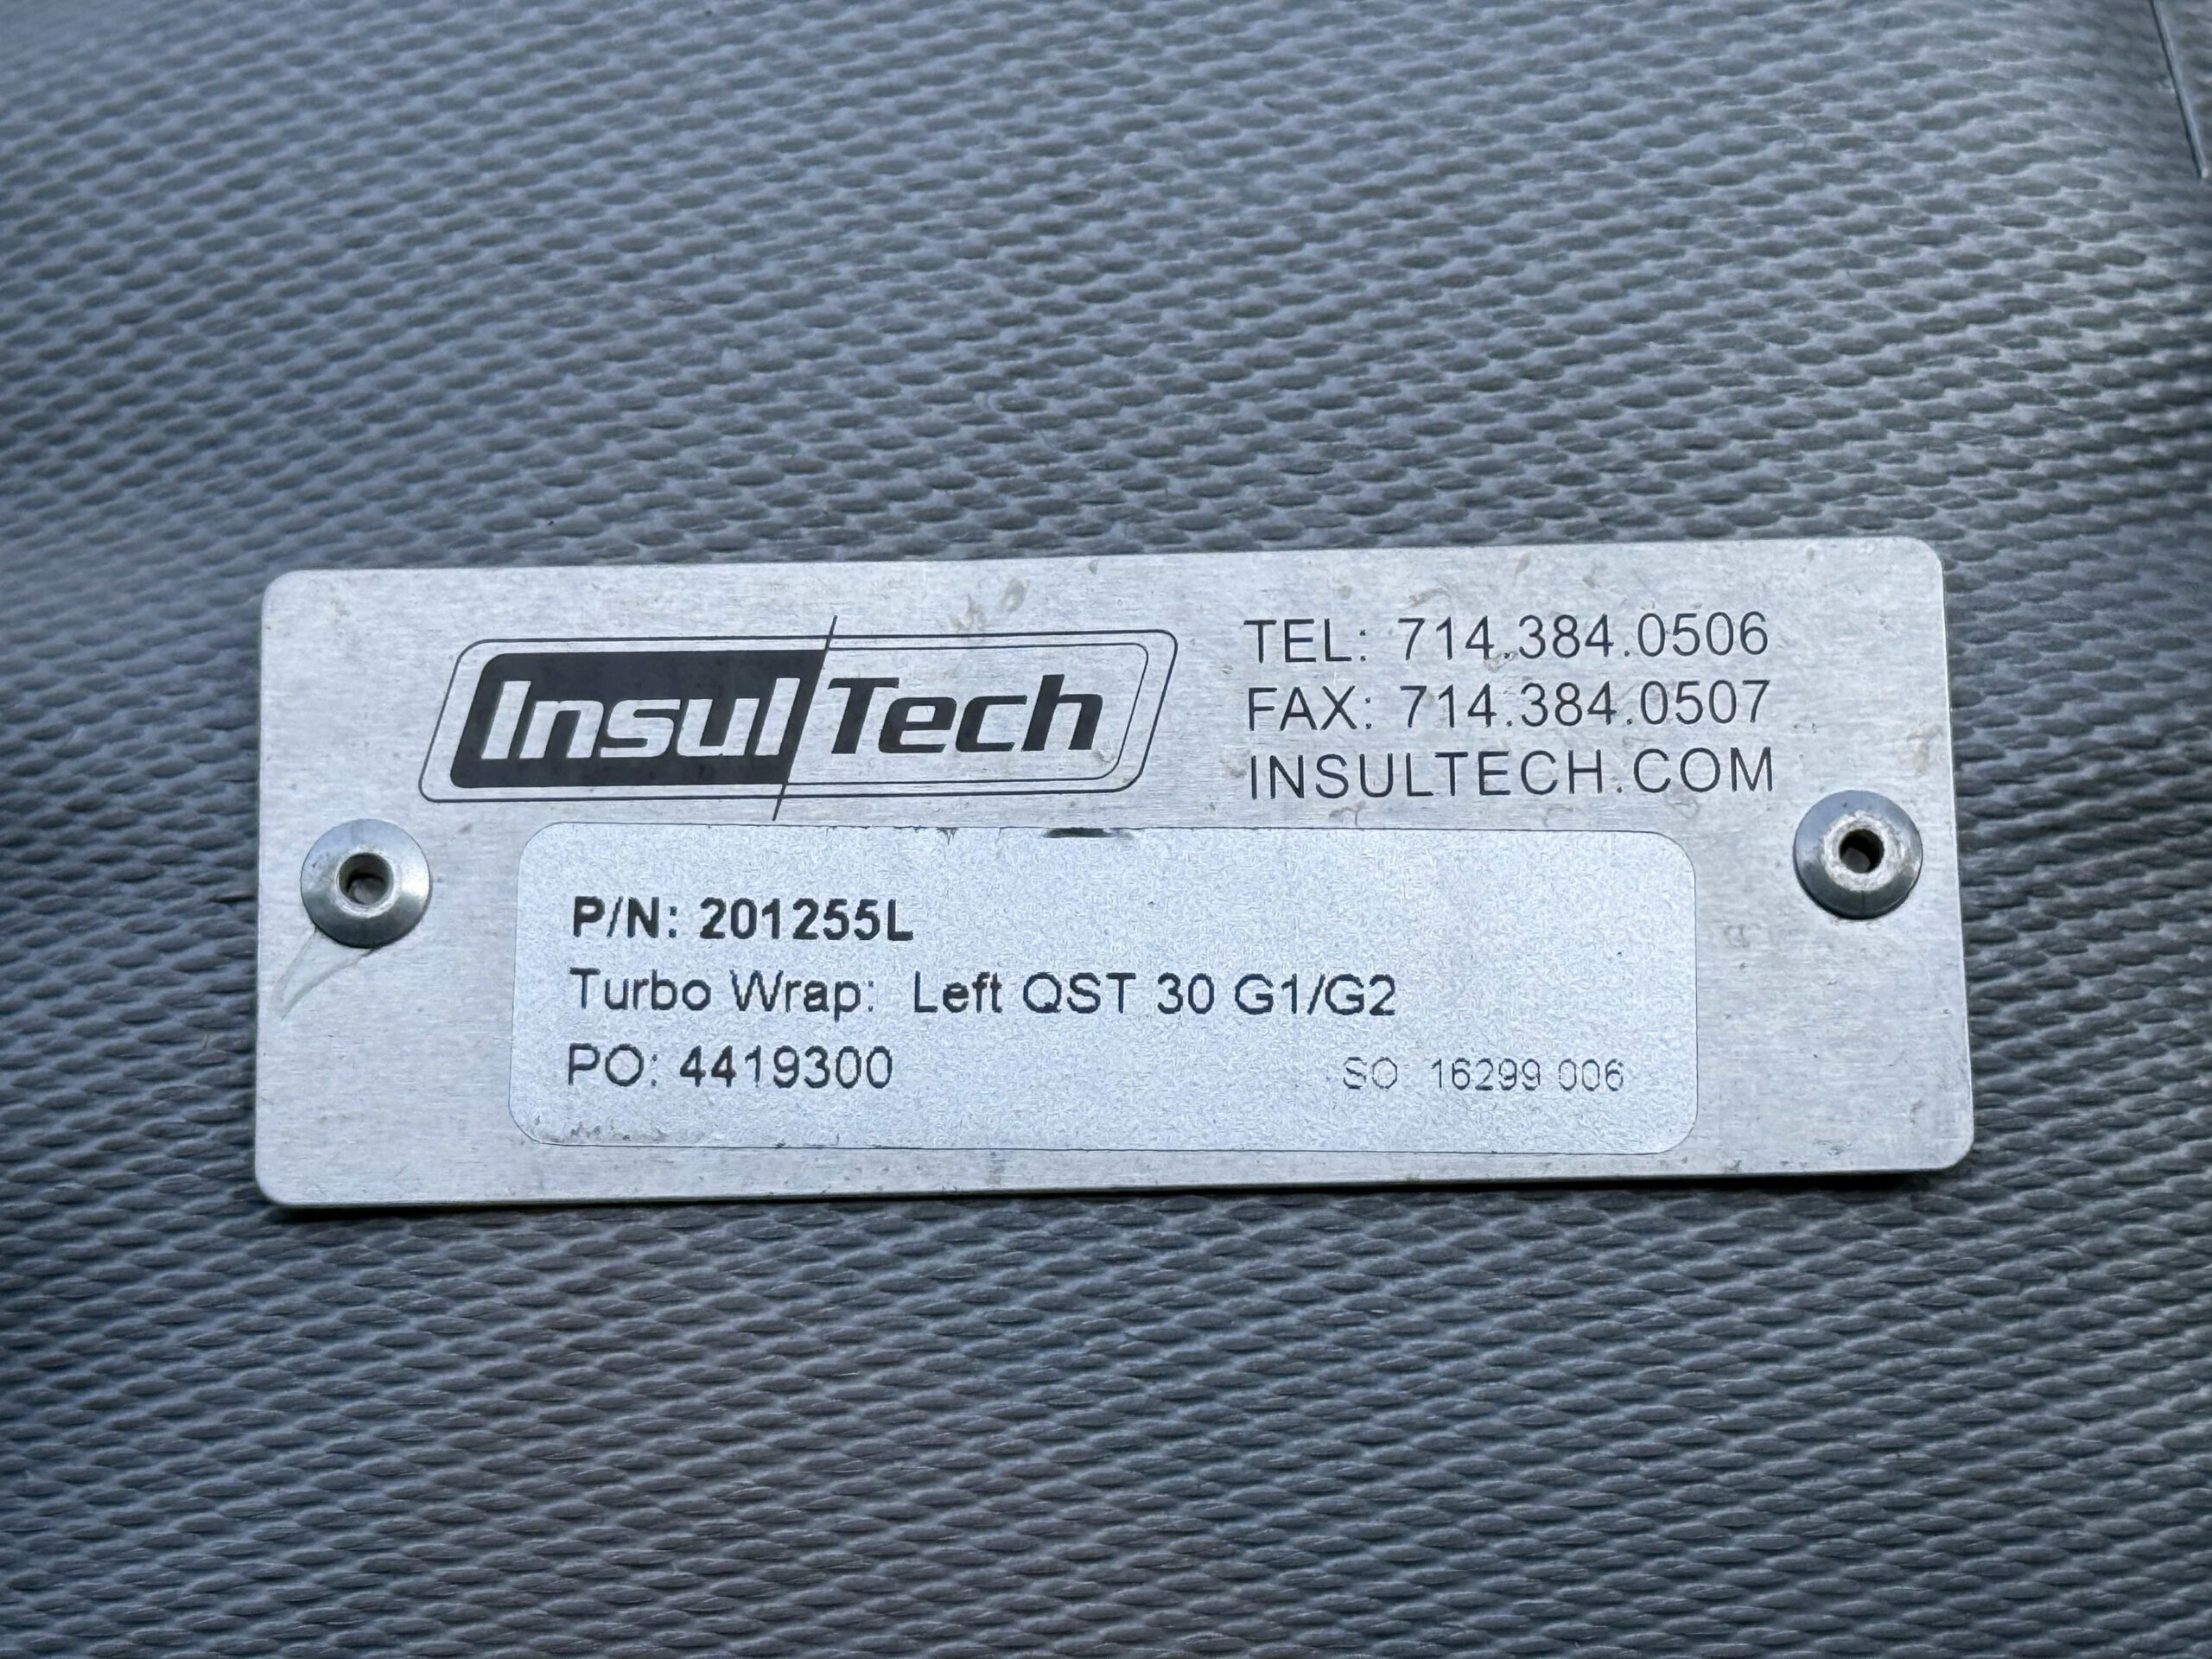 InsulTech
TEL: 714.384.0506
FAX: 714.384.0507
INSULTECH.COM
P/N: 201255L
Turbo Wrap: Left QST 30 G1/G2
PO: 4419300
SO 16299 006